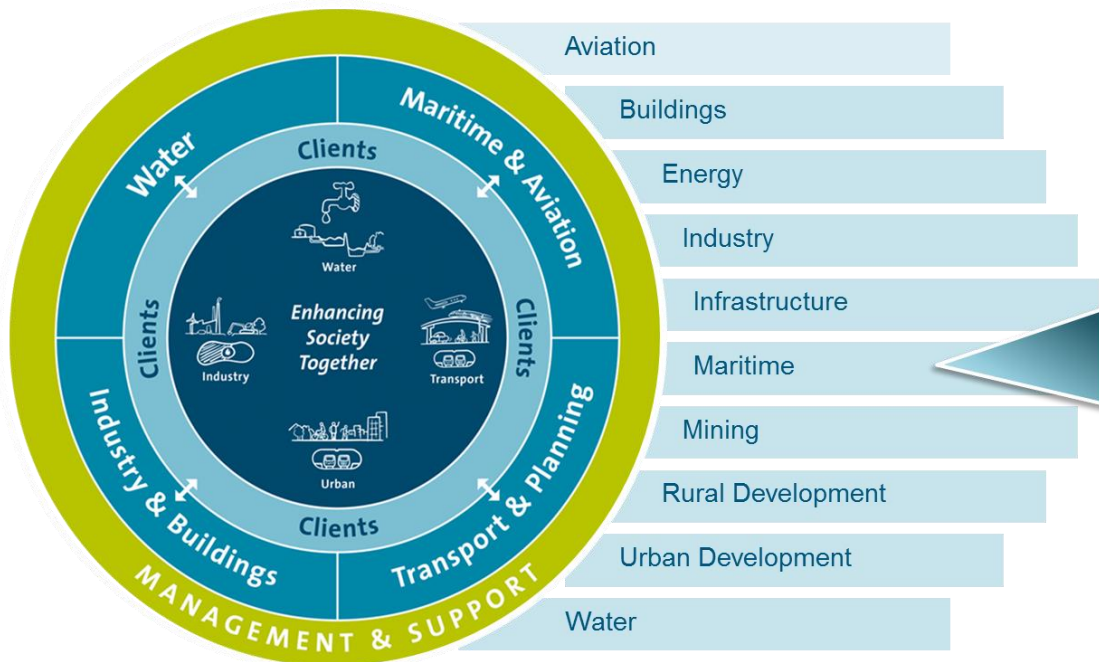 Water
Maritime & Aviation
Clients
Clients
Clients
Clients
Water
Industry
Enhancing
Society
Together
Transport
Urban
Industry & Buildings
Transport & Planning
MANAGEMENT & SUPPORT
Aviation
Buildings
Energy
Industry
Infrastructure
Maritime
Mining
Rural Development
Urban Development
Water